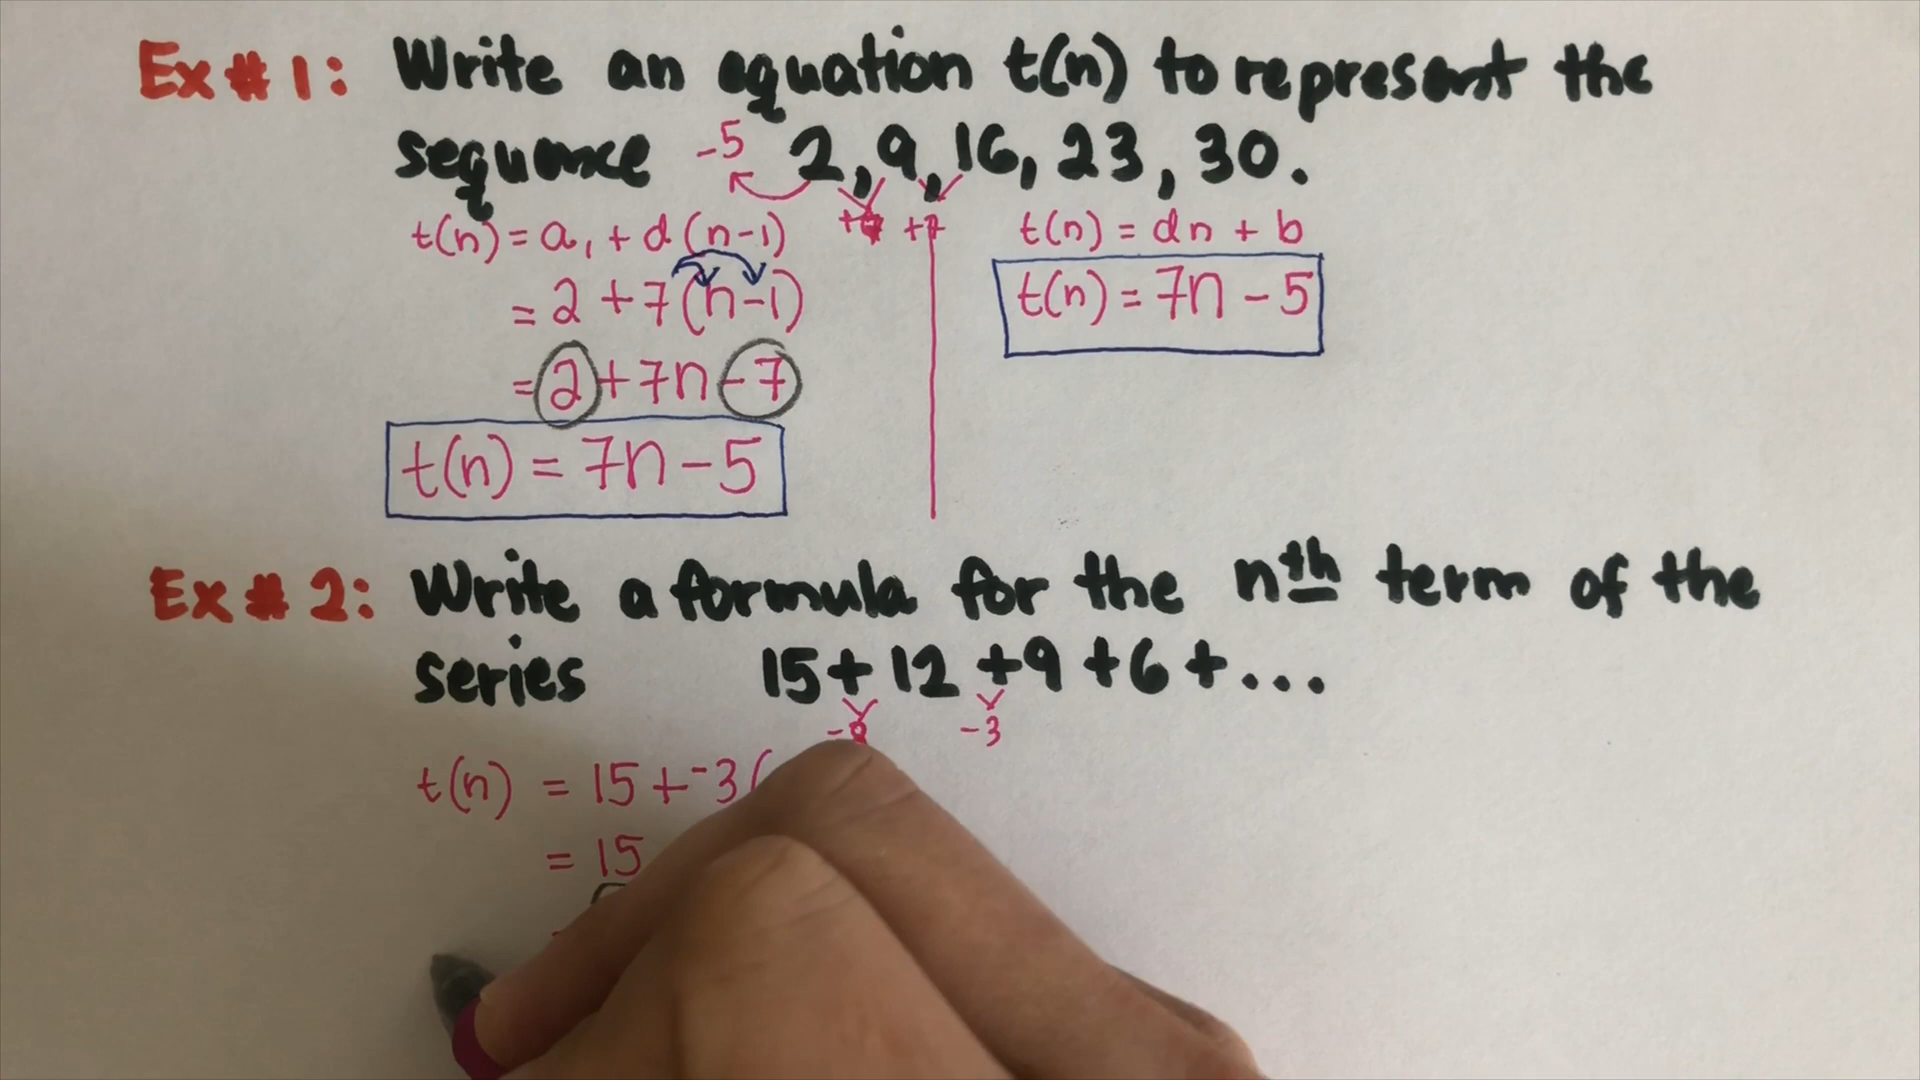 Ex # 1: Write an equation t(n) to represent the
sequence -5 2, 9, 16, 23, 30.
+7 +7
t(n) = a₁ + d (n-1)
= 2 + 7(n-1)
= 2 + 7n - 7
t(n) = 7n - 5
t(n) = dn + b
t(n) = 7n - 5
Ex # 2: Write a formula for the nth term of the
series 15 + 12 + 9 + 6 + ...
-3
t(n) = 15 + -3(
= 15